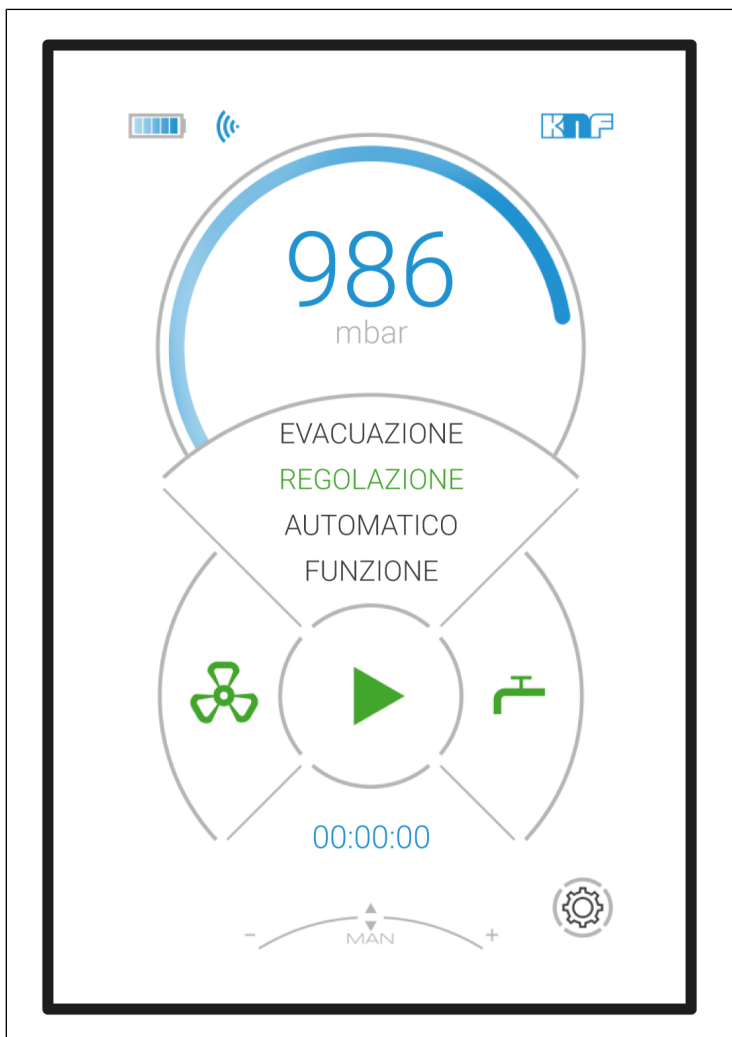 KNF
986
mbar
EVACUAZIONE
REGOLAZIONE
AUTOMATICO
FUNZIONE
00:00:00
- MAN +